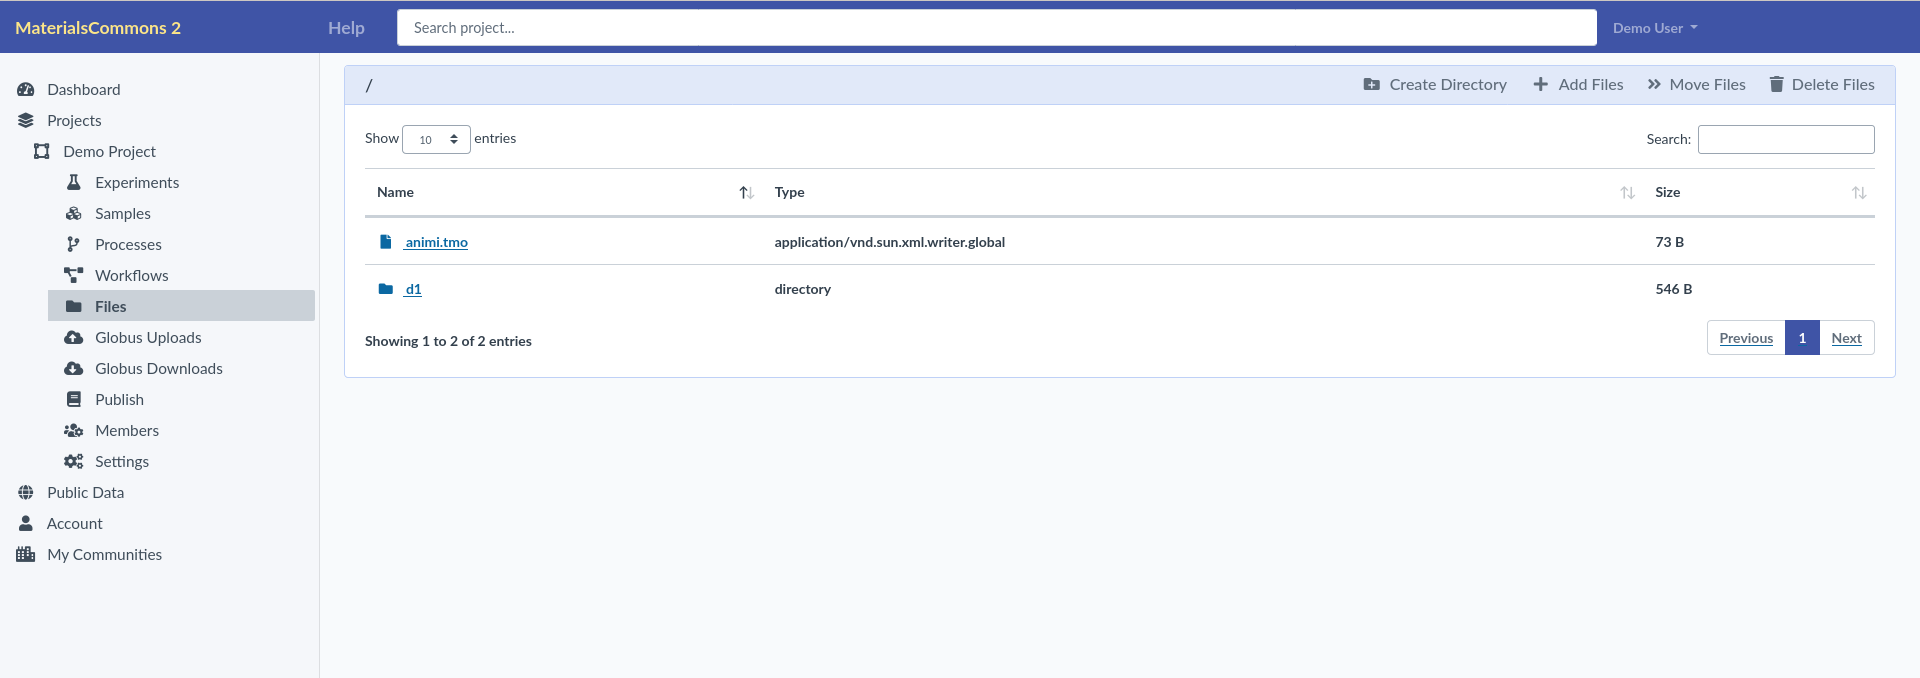 MaterialsCommons 2
Help
Search project...
Demo User
Dashboard
Projects
Demo Project
Experiments
Samples
Processes
Workflows
Files
Globus Uploads
Globus Downloads
Publish
Members
Settings
Public Data
Account
My Communities
/
Create Directory
Add Files
Move Files
Delete Files
Show 10 entries
Search:
Name Type Size
animi.tmo application/vnd.sun.xml.writer.global 73 B
d1 directory 546 B
Showing 1 to 2 of 2 entries
Previous 1 Next